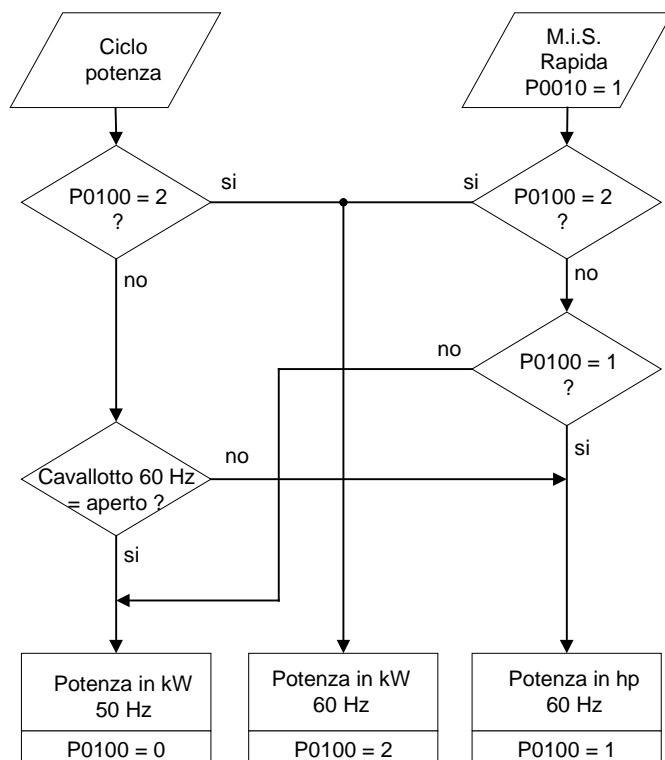 Ciclo
potenza
M.i.S.
Rapida
P0010 = 1
P0100 = 2
?
si
si
P0100 = 2
?
no
no
no
P0100 = 1
?
si
Cavallotto 60 Hz
= aperto ?
no
si
Potenza in kW
50 Hz
P0100 = 0
Potenza in kW
60 Hz
P0100 = 2
Potenza in hp
60 Hz
P0100 = 1